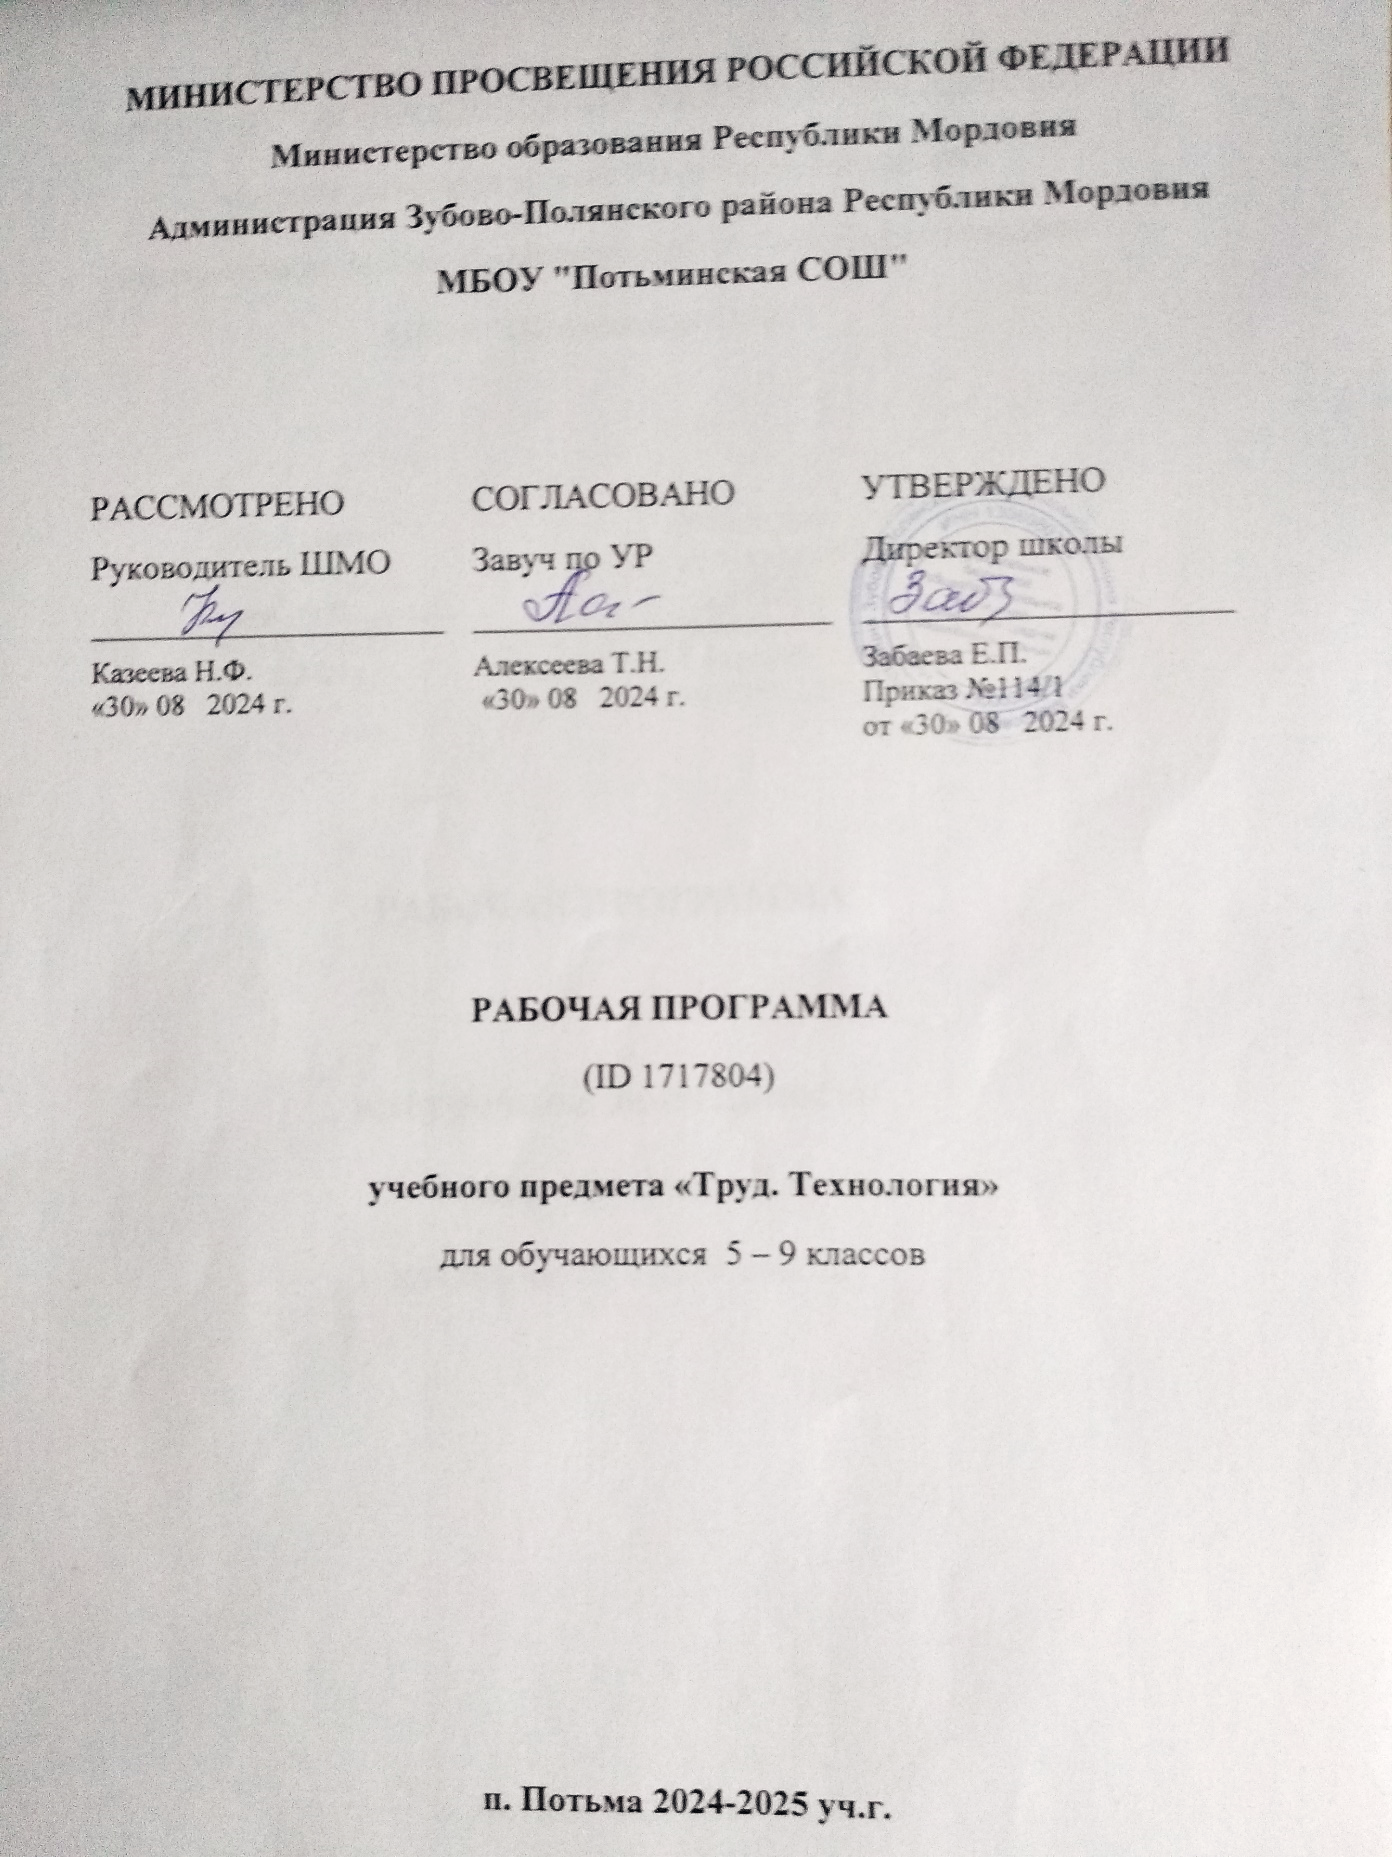 МИНИСТЕРСТВО ПРОСВЕЩЕНИЯ РОССИЙСКОЙ ФЕДЕРАЦИИ
Министерство образования Республики Мордовия
Администрация Зубово-Полянского района Республики Мордовия
МБОУ "Потьминская СОШ"
РАССМОТРЕНО
Руководитель ШМО
Казеева Н.Ф.
«30» 08 2024 г.
СОГЛАСОВАНО
Завуч по УР
Алексеева Т.Н.
«30» 08 2024 г.
УТВЕРЖДЕНО
Директор школы
Забаева Е.П.
Приказ №114/1
от «30» 08 2024 г.
РАБОЧАЯ ПРОГРАММА
(ID 1717804)
учебного предмета «Труд. Технология»
для обучающихся 5 – 9 классов
п. Потьма 2024-2025 уч.г.